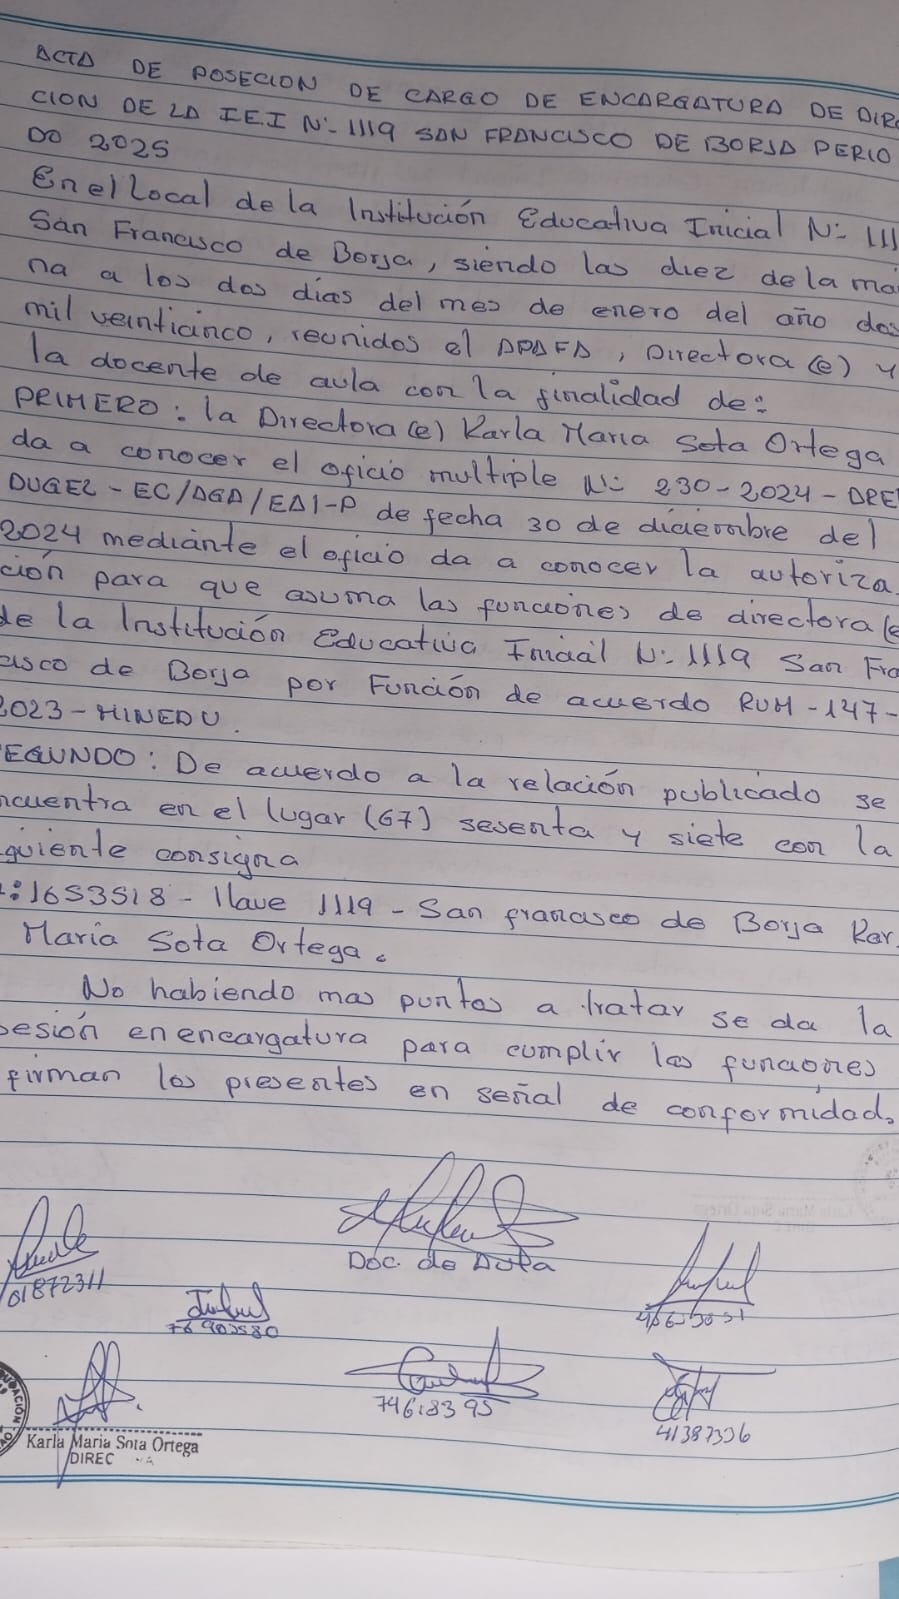 ACTA DE POSECION DE CARGO DE ENCARGATURA DE DIREC
CION DE LA I.E.I N°- 1119 SAN FRANCISCO DE BORJA PERIO
DO 2025
En el Local de la Institución Educativa Inicial N°- 111
San Francisco de Borja, siendo las diez de la ma
na a los dos días del mes de enero del año dos
mil veinticinco, reunidos el APAFA, Directora (e) y
la docente de aula con la finalidad de:
PRIMERO: la Directora (e) Karla Maria Sota Ortega
da a conocer el oficio multiple N°- 230-2024-DRE
DUGEL-EC/AGA/EA1-P de fecha 30 de diciembre del
2024 mediante el oficio da a conocer la autoriza
ción para que asuma las funciones de directora (e
de la Institución Educativa Inicial N°- 1119 San Fra
cisco de Borja por Función de acuerdo RUM-147-
2023-MINEDU.
EGUNDO: De acuerdo a la relación publicado se
ncuentra en el lugar (67) sesenta y siete con la
guiente consigna
: 1653518 - Ilave 1119 - San francisco de Borja Kar
María Sota Ortega.
No habiendo mas puntos a tratar se da la
sesión en encargatura para cumplir las funciones
firman los presentes en señal de conformidad.
Doc. de Aula
01872311
41387336
Karla Maria Sota Ortega
DIREC